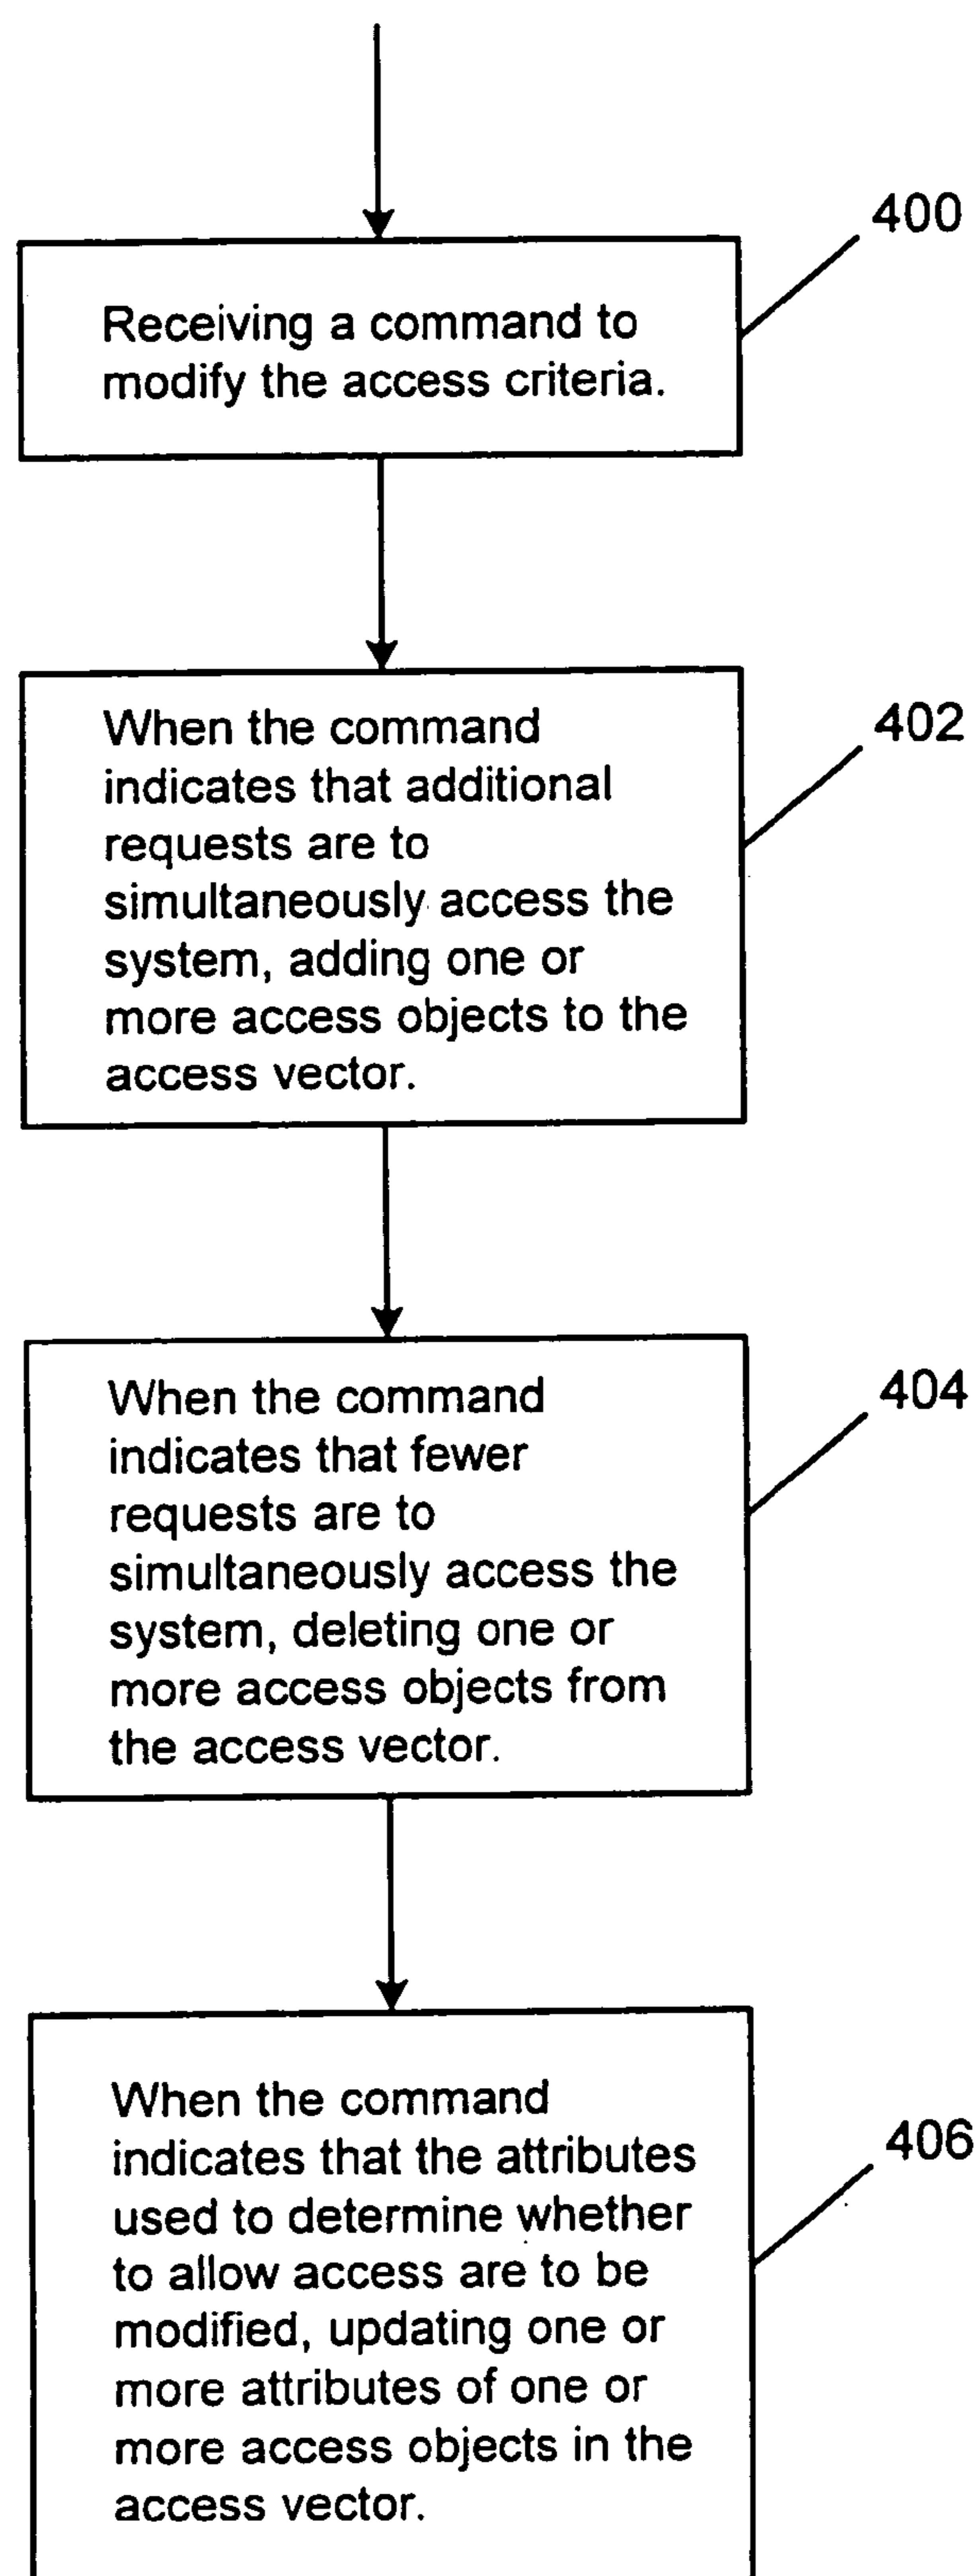 400
Receiving a command to
modify the access criteria.
402
When the command
indicates that additional
requests are to
simultaneously access the
system, adding one or
more access objects to the
access vector.
404
When the command
indicates that fewer
requests are to
simultaneously access the
system, deleting one or
more access objects from
the access vector.
406
When the command
indicates that the attributes
used to determine whether
to allow access are to be
modified, updating one or
more attributes of one or
more access objects in the
access vector.